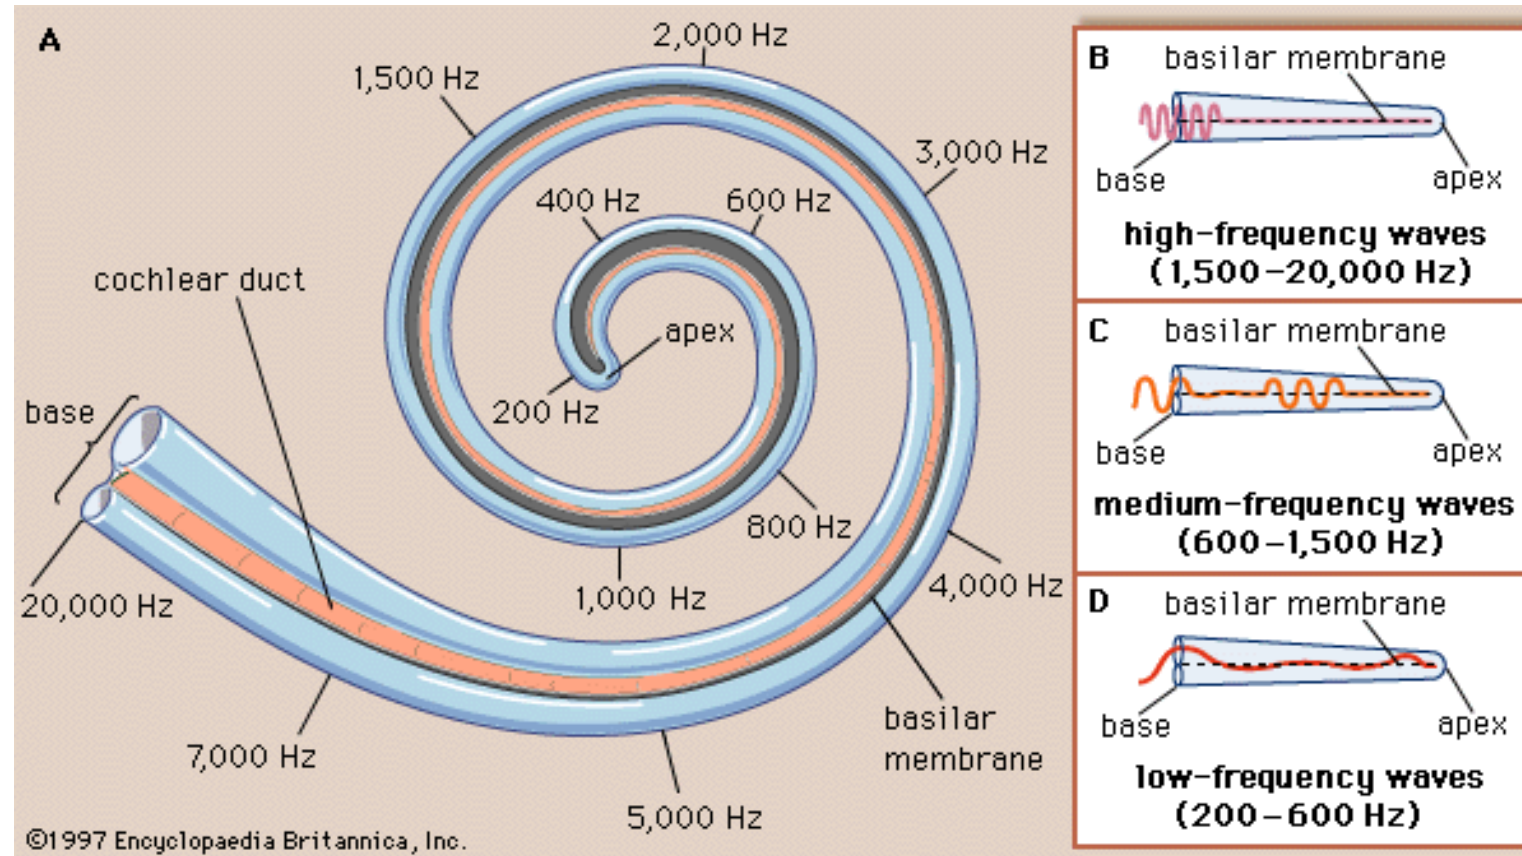 A
2,000 Hz
1,500 Hz
3,000 Hz
400 Hz
600 Hz
cochlear duct
apex
base
200 Hz
800 Hz
1,000 Hz
4,000 Hz
20,000 Hz
basilar
membrane
7,000 Hz
5,000 Hz
©1997 Encyclopaedia Britannica, Inc.
B
basilar membrane
base
apex
high-frequency waves
(1,500-20,000 Hz)
C
basilar membrane
base
apex
medium-frequency waves
(600-1,500 Hz)
D
basilar membrane
base
apex
low-frequency waves
(200-600 Hz)